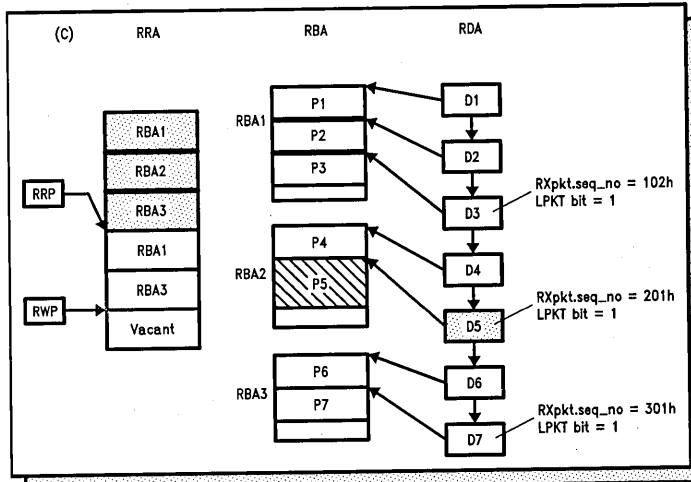 (C) RRA RBA RDA
RBA1
RBA2
RBA3
RBA1
RBA3
Vacant
RRP
RWP
RBA1
P1
P2
P3
RBA2
P4
P5
RBA3
P6
P7
D1
D2
D3
D4
D5
D6
D7
RXpkt.seq_no = 102h
LPKT bit = 1
RXpkt.seq_no = 201h
LPKT bit = 1
RXpkt.seq_no = 301h
LPKT bit = 1